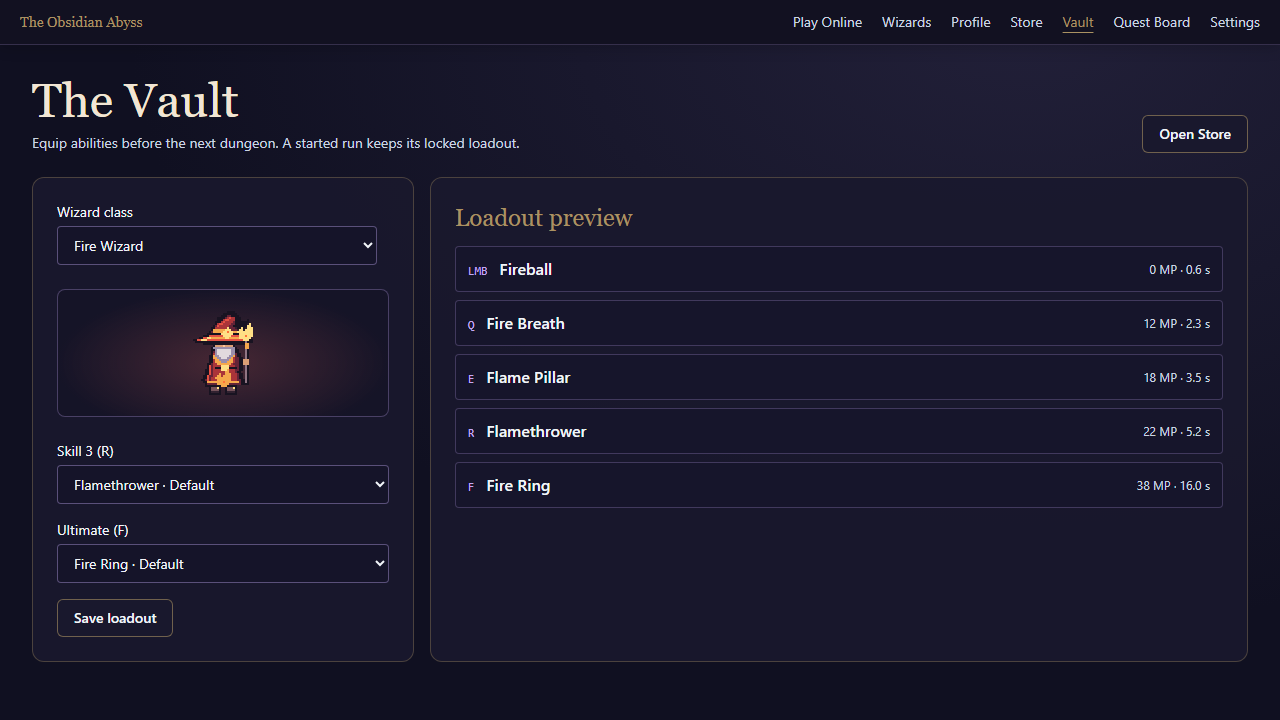 The Obsidian Abyss
Play Online
Wizards
Profile
Store
Vault
Quest Board
Settings
The Vault
Equip abilities before the next dungeon. A started run keeps its locked loadout.
Open Store
Wizard class
Fire Wizard
Skill 3 (R)
Flamethrower · Default
Ultimate (F)
Fire Ring · Default
Save loadout
Loadout preview
LMB Fireball 0 MP · 0.6 s
Q Fire Breath 12 MP · 2.3 s
E Flame Pillar 18 MP · 3.5 s
R Flamethrower 22 MP · 5.2 s
F Fire Ring 38 MP · 16.0 s